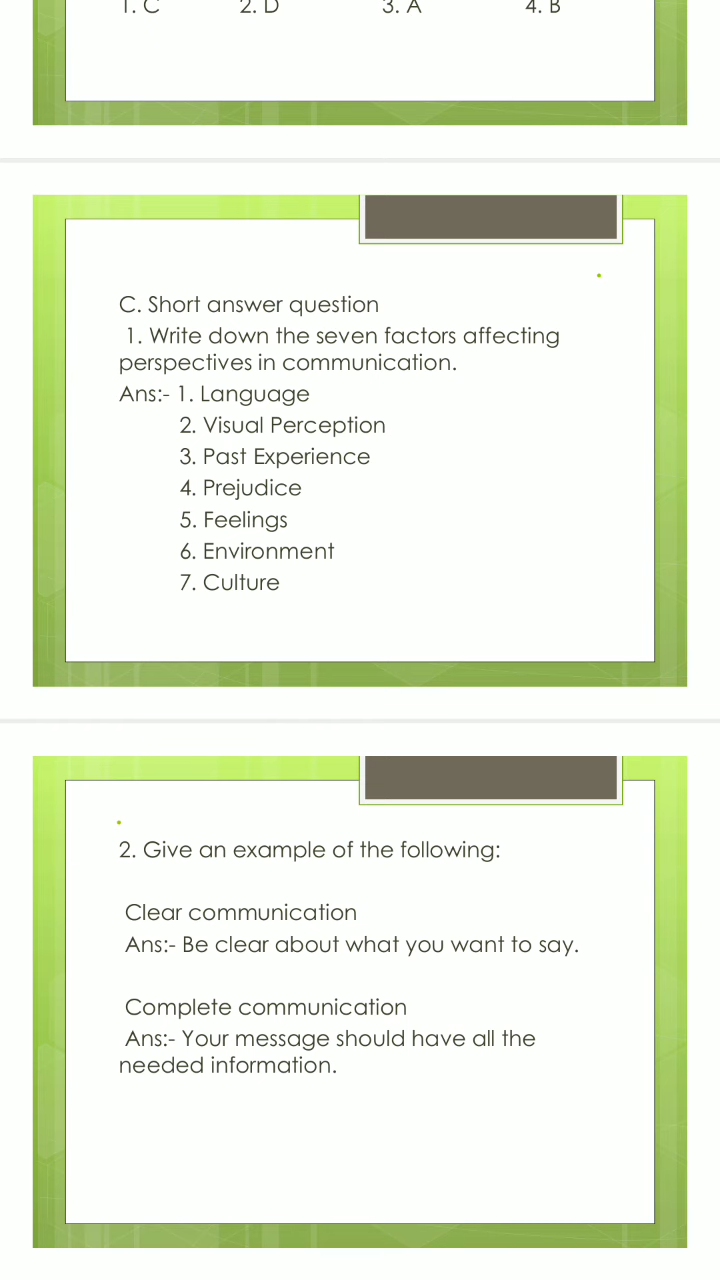 1. C 2. D 3. A 4. B
C. Short answer question
1. Write down the seven factors affecting
perspectives in communication.
Ans:- 1. Language
2. Visual Perception
3. Past Experience
4. Prejudice
5. Feelings
6. Environment
7. Culture
2. Give an example of the following:
Clear communication
Ans:- Be clear about what you want to say.
Complete communication
Ans:- Your message should have all the
needed information.